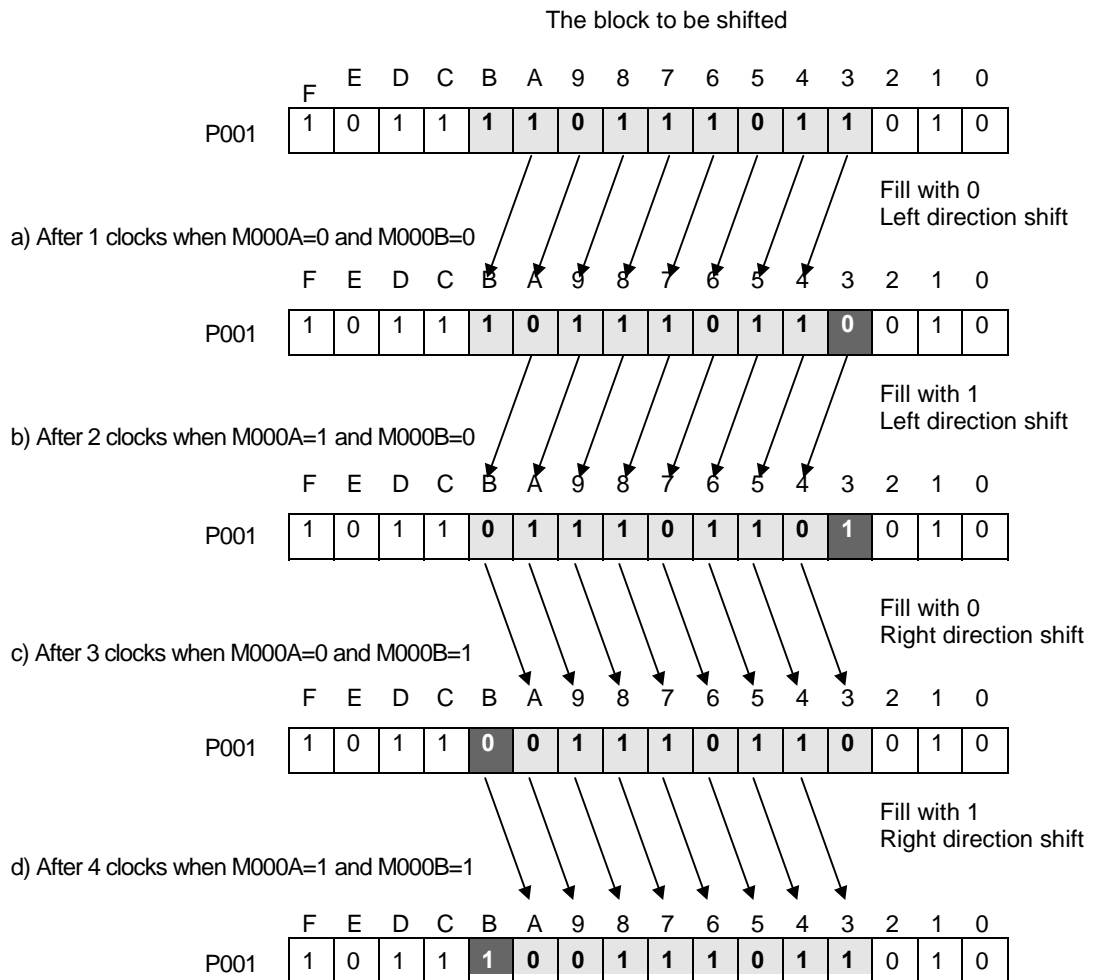 The block to be shifted
F E D C B A 9 8 7 6 5 4 3 2 1 0
P001 1 0 1 1 1 1 0 1 1 1 0 1 1 0 1 0
Fill with 0
Left direction shift
a) After 1 clocks when M000A=0 and M000B=0
F E D C B A 9 8 7 6 5 4 3 2 1 0
P001 1 0 1 1 1 0 1 1 1 0 1 1 0 0 1 0
Fill with 1
Left direction shift
b) After 2 clocks when M000A=1 and M000B=0
F E D C B A 9 8 7 6 5 4 3 2 1 0
P001 1 0 1 1 0 1 1 1 0 1 1 0 1 0 1 0
Fill with 0
Right direction shift
c) After 3 clocks when M000A=0 and M000B=1
F E D C B A 9 8 7 6 5 4 3 2 1 0
P001 1 0 1 1 0 0 1 1 1 0 1 1 0 0 1 0
Fill with 1
Right direction shift
d) After 4 clocks when M000A=1 and M000B=1
F E D C B A 9 8 7 6 5 4 3 2 1 0
P001 1 0 1 1 1 0 0 1 1 1 0 1 1 0 1 0